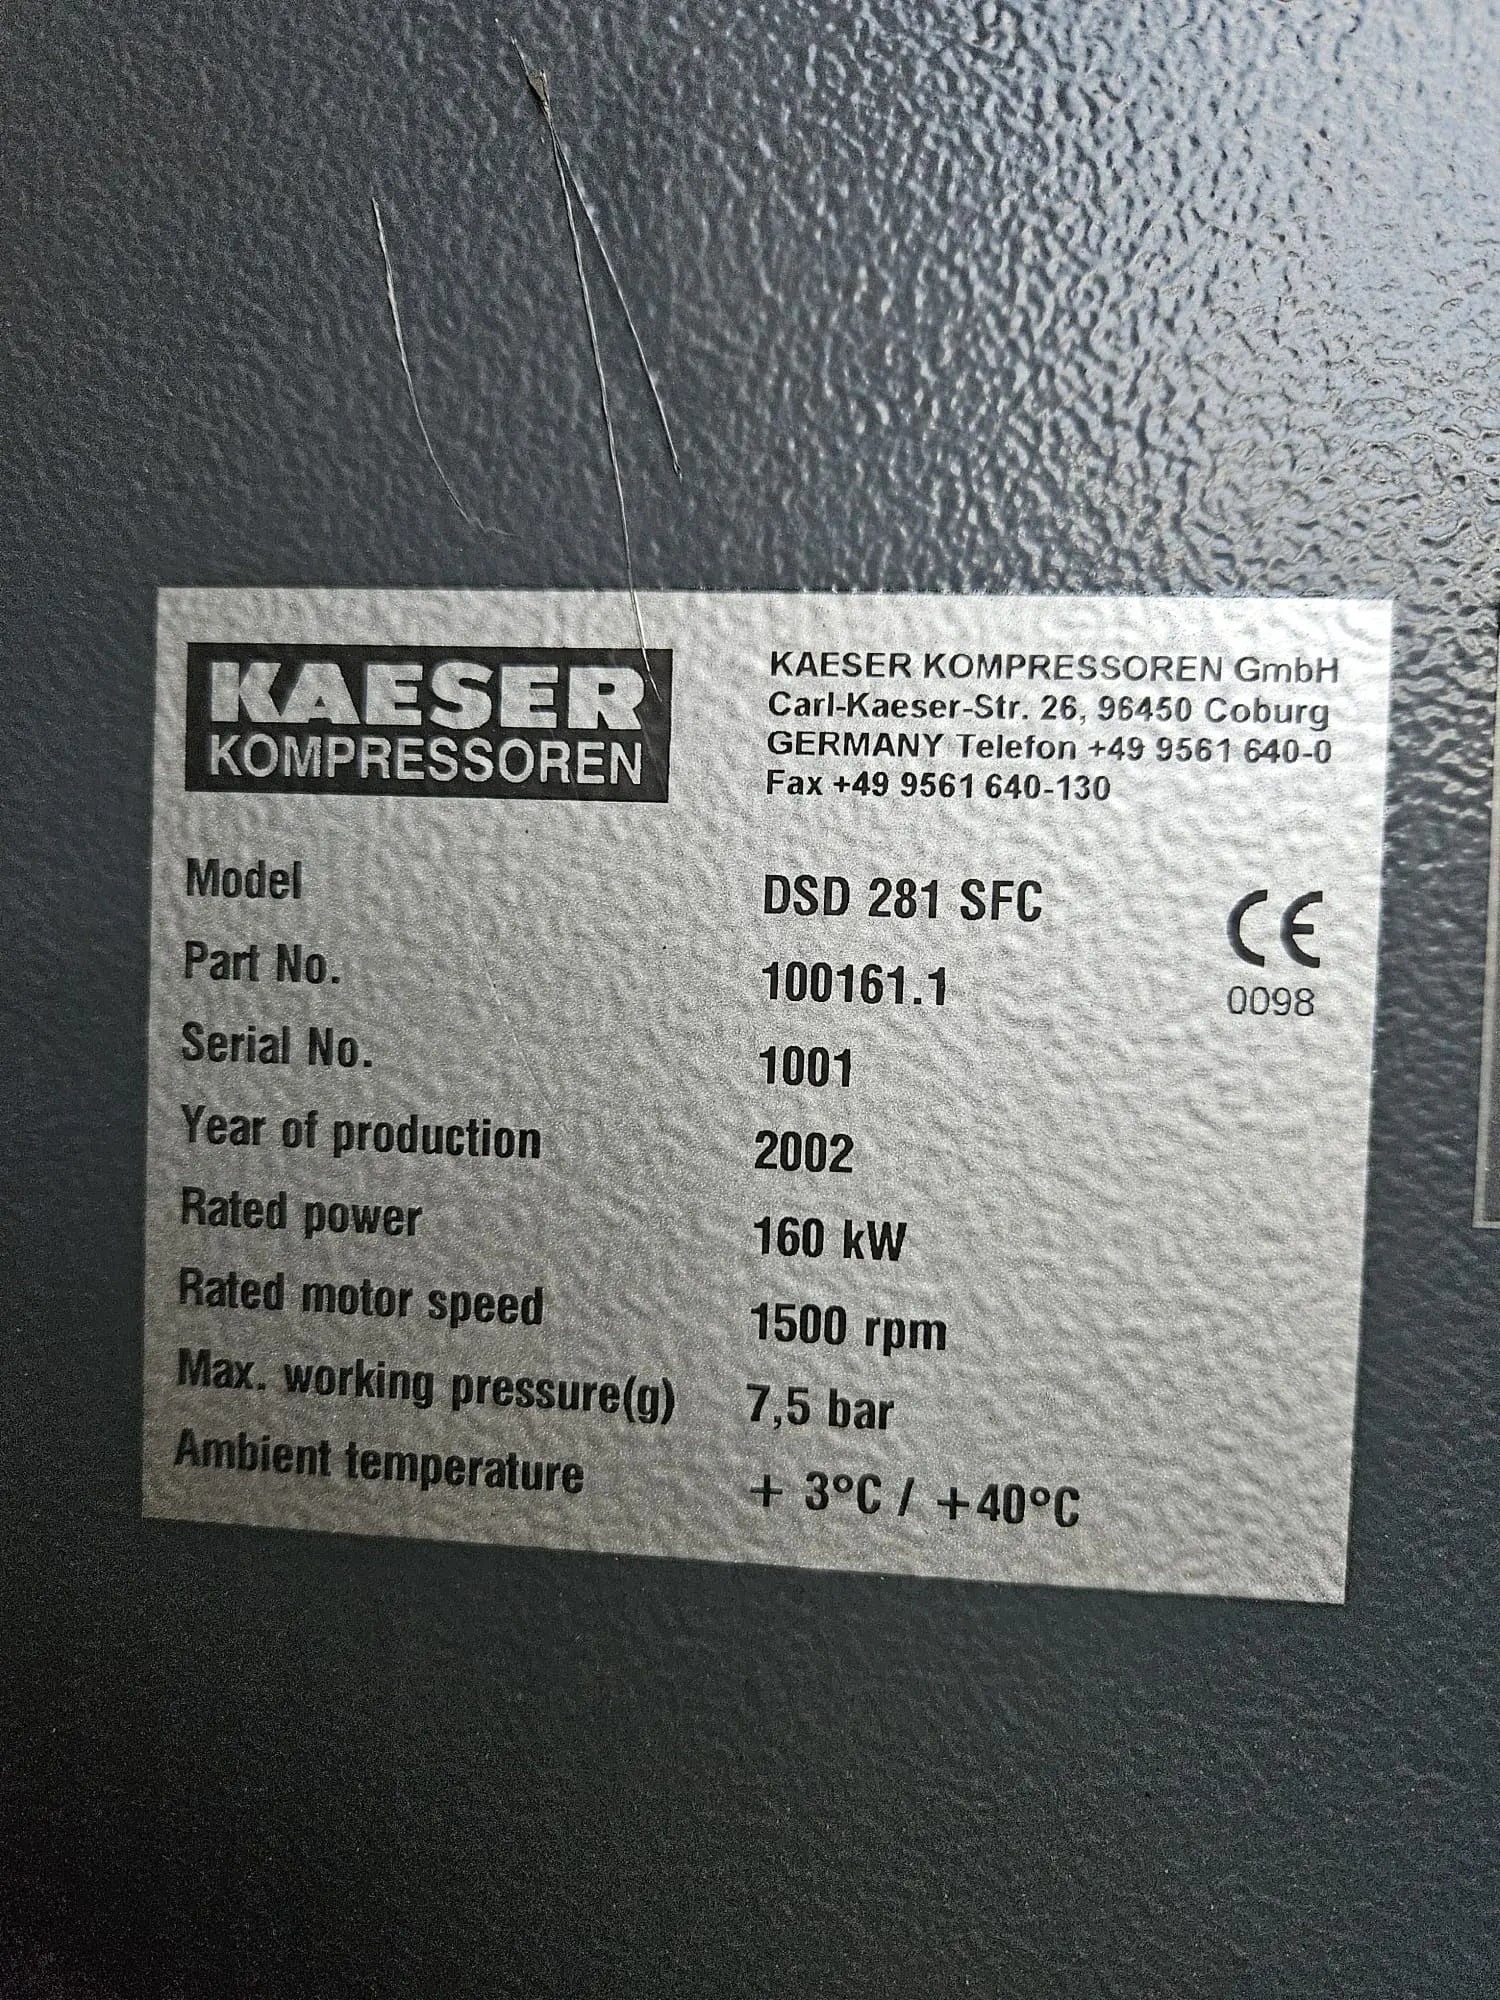 KAESER
KOMPRESSOREN
KAESER KOMPRESSOREN GmbH
Carl-Kaeser-Str. 26, 96450 Coburg
GERMANY Telefon +49 9561 640-0
Fax +49 9561 640-130
Model DSD 281 SFC
CE
0098
Part No. 100161.1
Serial No. 1001
Year of production 2002
Rated power 160 kW
Rated motor speed 1500 rpm
Max. working pressure(g) 7,5 bar
Ambient temperature + 3°C / +40°C